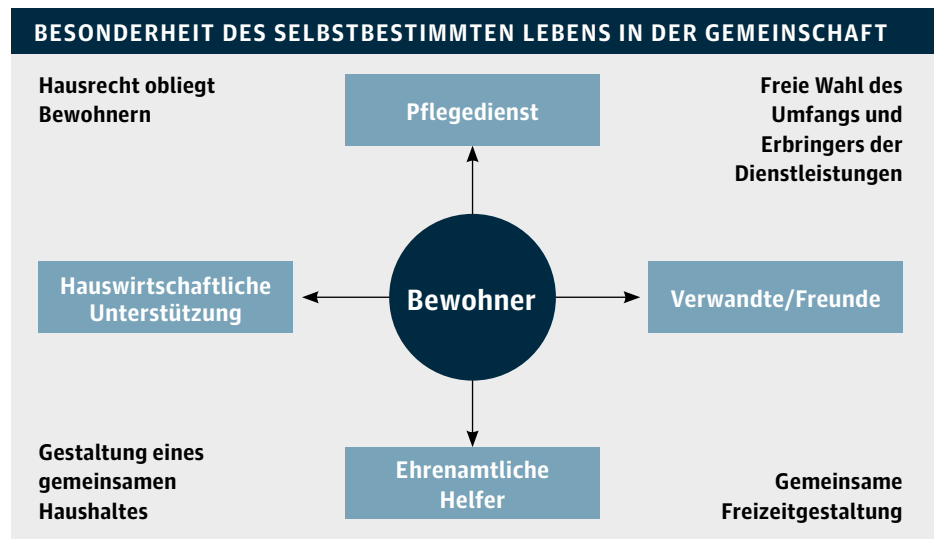 BESONDERHEIT DES SELBSTBESTIMMTEN LEBENS IN DER GEMEINSCHAFT
Hausrecht obliegt
Bewohnern
Pflegedienst
Freie Wahl des
Umfangs und
Erbringers der
Dienstleistungen
Hauswirtschaftliche
Unterstützung
Bewohner
Verwandte/Freunde
Gestaltung eines
gemeinsamen
Haushaltes
Ehrenamtliche
Helfer
Gemeinsame
Freizeitgestaltung